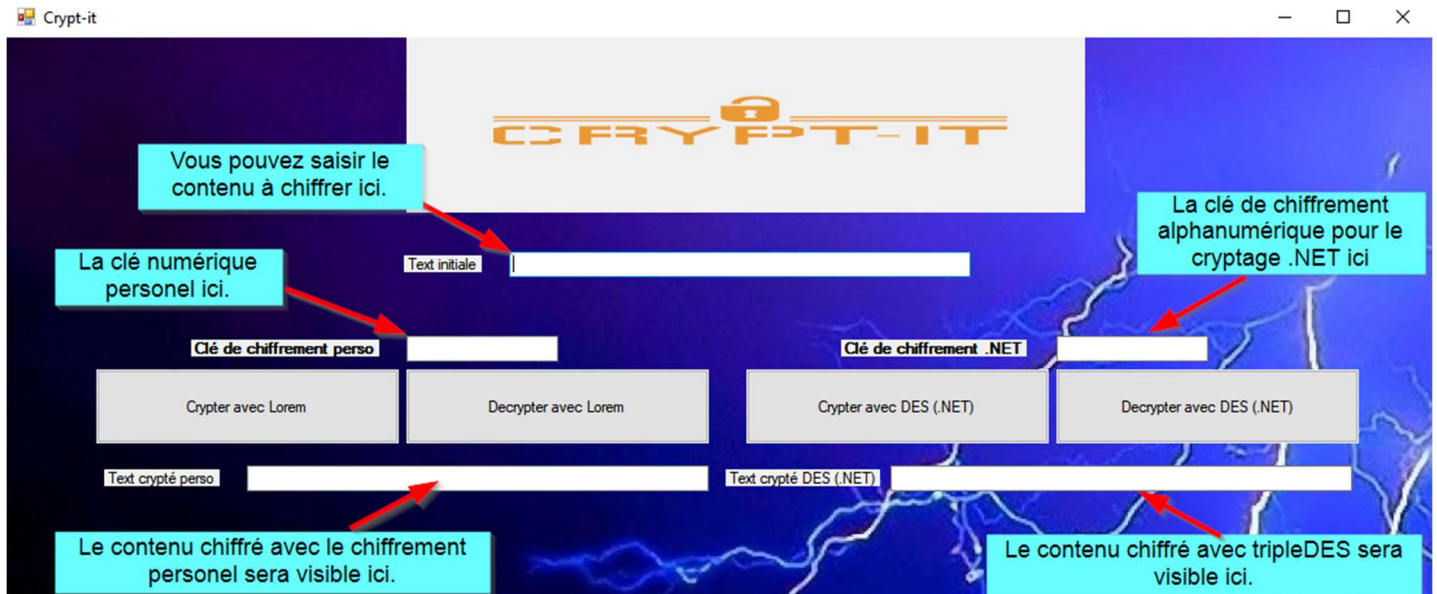 Crypt-it
CRYPT-IT
Vous pouvez saisir le
contenu à chiffrer ici.
La clé de chiffrement
alphanumérique pour le
cryptage .NET ici
La clé numérique
personel ici.
Text initiale
Clé de chiffrement perso
Clé de chiffrement .NET
Crypter avec Lorem
Decrypter avec Lorem
Crypter avec DES (.NET)
Decrypter avec DES (.NET)
Text crypté perso
Text crypté DES (.NET)
Le contenu chiffré avec le chiffrement
personel sera visible ici.
Le contenu chiffré avec tripleDES sera
visible ici.